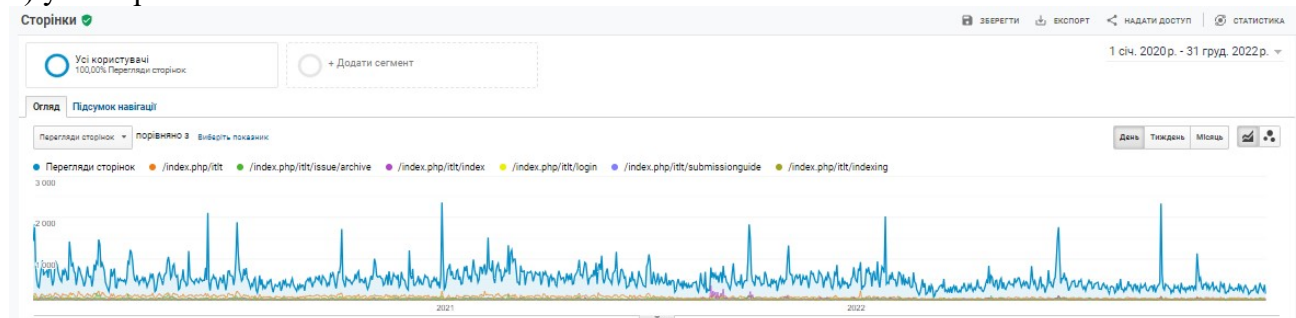 Сторінки
ЗБЕРЕГТИ ЕКСПОРТ НАДАТИ ДОСТУП СТАТИСТИКА
Усі користувачі
100,00% Перегляди сторінок
+ Додати сегмент
1 січ. 2020 р. - 31 груд. 2022 р.
Огляд Підсумок навігації
Перегляди сторінок порівняно з Виберіть показник
День Тиждень Місяць
Перегляди сторінок /index.php/itlt /index.php/itlt/issue/archive /index.php/itlt/index /index.php/itlt/login /index.php/itlt/submissionguide /index.php/itlt/indexing
3 000
2 000
1 000
2021 2022